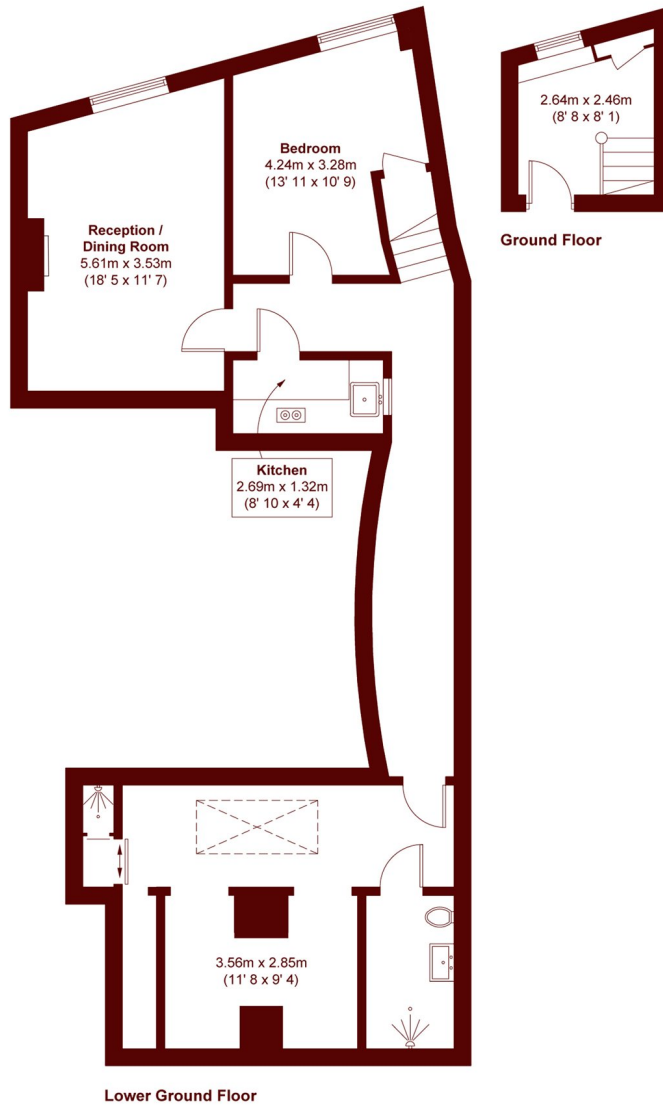 Bedroom
4.24m x 3.28m
(13' 11 x 10' 9)
2.64m x 2.46m
(8' 8 x 8' 1)
Ground Floor
Reception /
Dining Room
5.61m x 3.53m
(18' 5 x 11' 7)
Kitchen
2.69m x 1.32m
(8' 10 x 4' 4)
3.56m x 2.85m
(11' 8 x 9' 4)
Lower Ground Floor